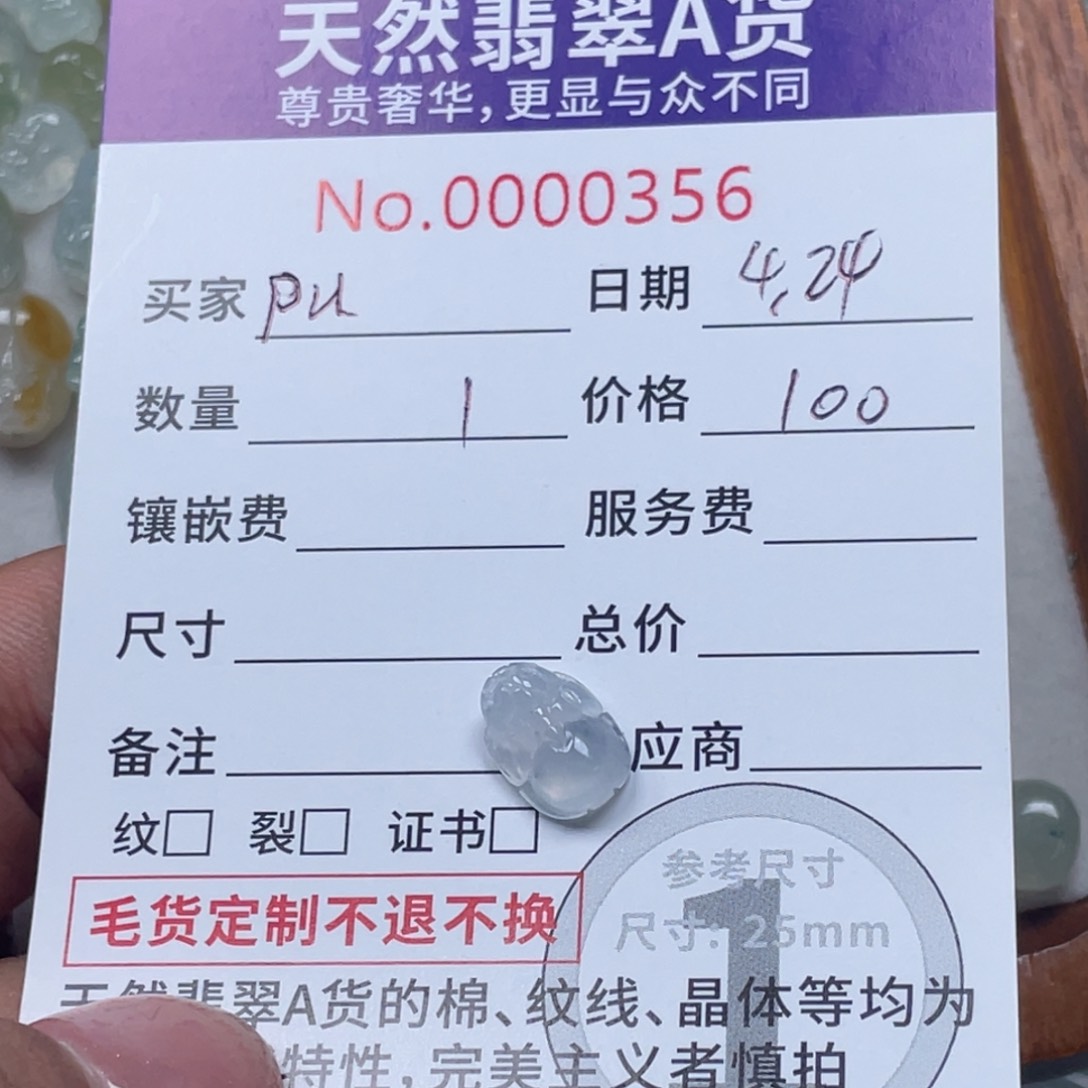 天然翡翠A货
尊贵奢华，更显与众不同
No.0000356
买家 pu 日期 4.24
数量 1 价格 100
镶嵌费 服务费
尺寸 总价
备注 应商
纹□ 裂□ 证书□
参考尺寸
毛货定制不退不换
尺寸: 25mm
1
天然翡翠A货的棉、纹线、晶体等均为
特性，完美主义者慎拍